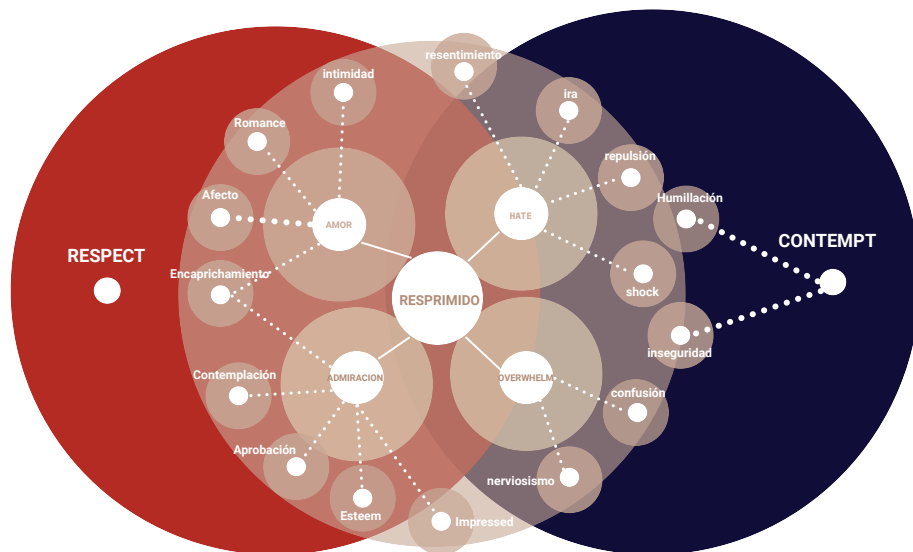 resentimiento
intimidad
ira
Romance
repulsión
Afecto
Humillación
HATE
AMOR
CONTEMPT
RESPECT
Encaprichamiento
shock
RESPRIMIDO
inseguridad
Contemplación
ADMIRACION
OVERWHELM
confusión
Aprobación
nerviosismo
Esteem
Impressed